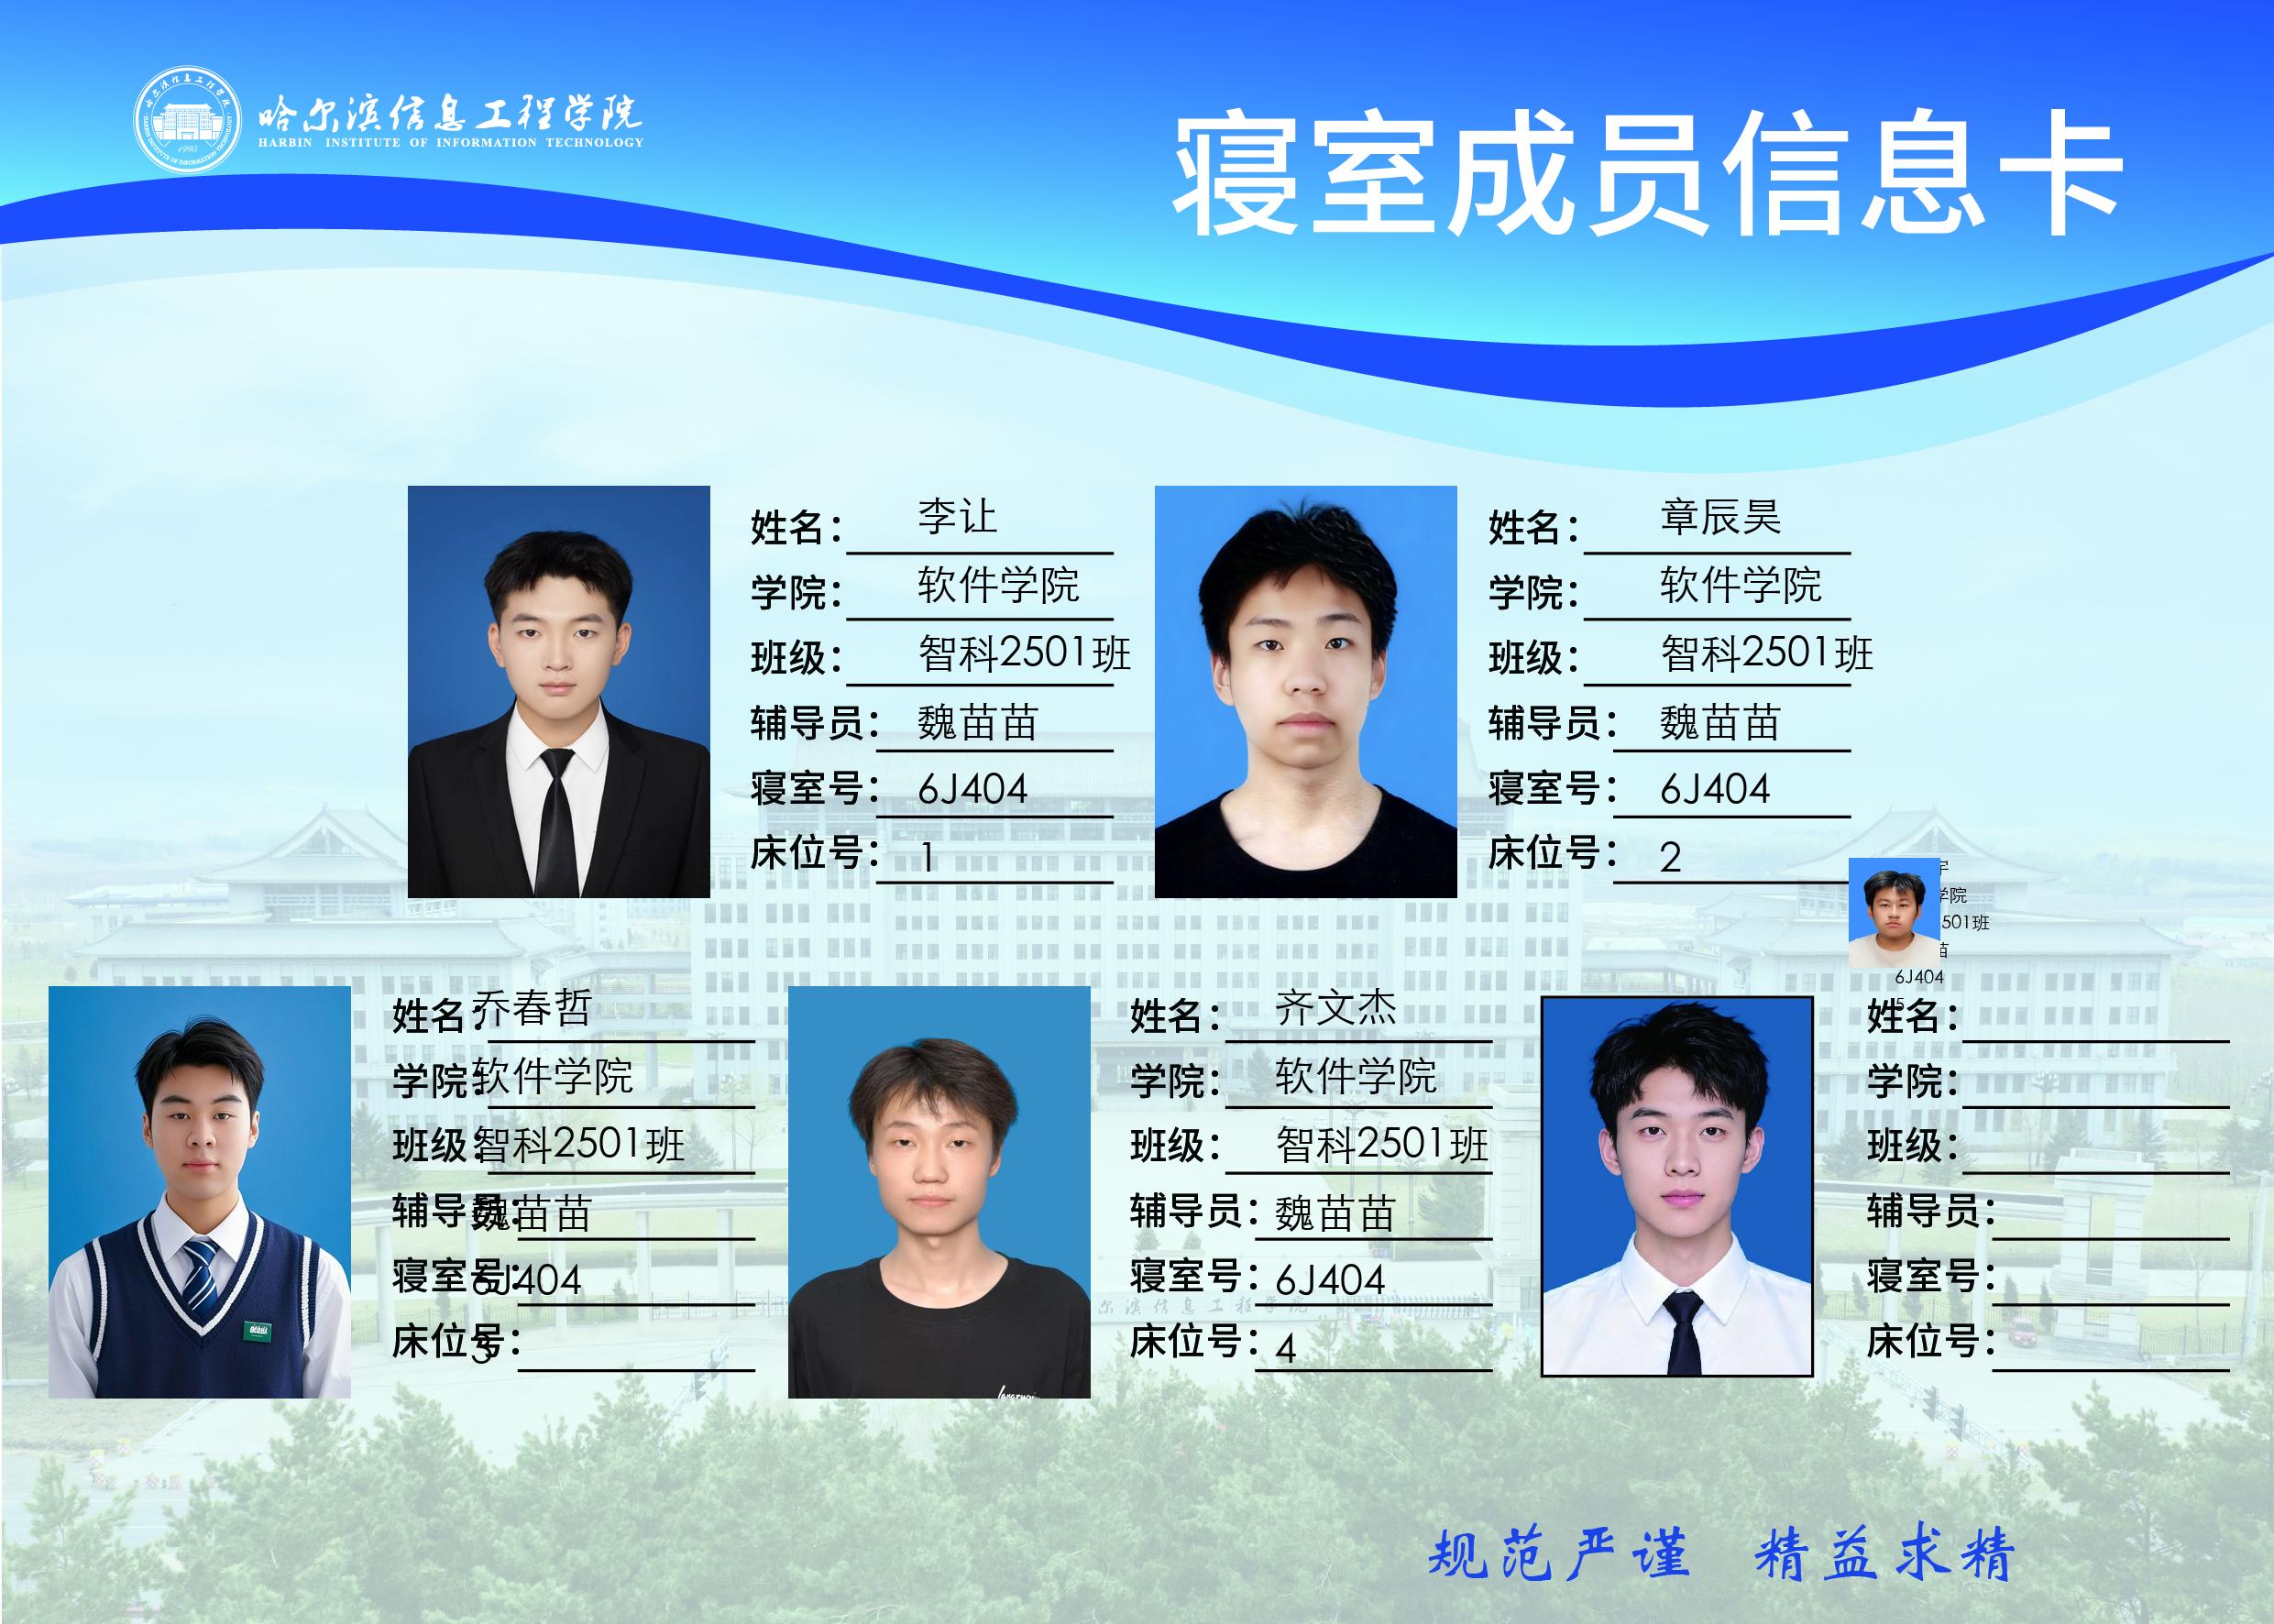 哈尔滨信息工程学院
HARBIN INSTITUTE OF INFORMATION TECHNOLOGY
1995
寝室成员信息卡
姓名： 李让
学院： 软件学院
班级： 智科2501班
辅导员： 魏苗苗
寝室号： 6J404
床位号： 1
姓名： 章辰昊
学院： 软件学院
班级： 智科2501班
辅导员： 魏苗苗
寝室号： 6J404
床位号： 2
学院
501班
苗
6J404
5
姓名：乔春哲
学院：软件学院
班级：智科2501班
辅导员：魏苗苗
寝室号：6J404
床位号：3
姓名： 齐文杰
学院： 软件学院
班级： 智科2501班
辅导员： 魏苗苗
寝室号： 6J404
床位号： 4
姓名：
学院：
班级：
辅导员：
寝室号：
床位号：
规范严谨 精益求精